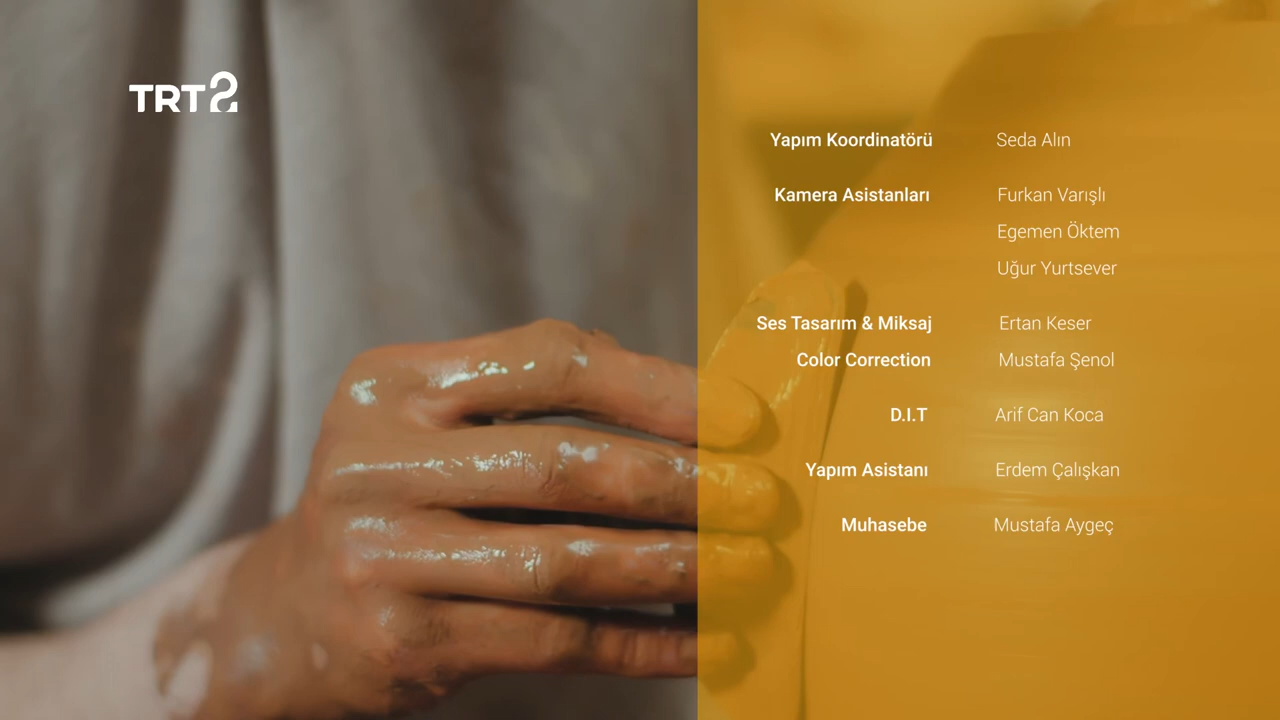 TRT2
Yapım Koordinatörü Seda Alın
Kamera Asistanları Furkan Varışlı
Egemen Öktem
Uğur Yurtsever
Ses Tasarım & Miksaj Ertan Keser
Color Correction Mustafa Şenol
D.I.T Arif Can Koca
Yapım Asistanı Erdem Çalışkan
Muhasebe Mustafa Aygeç